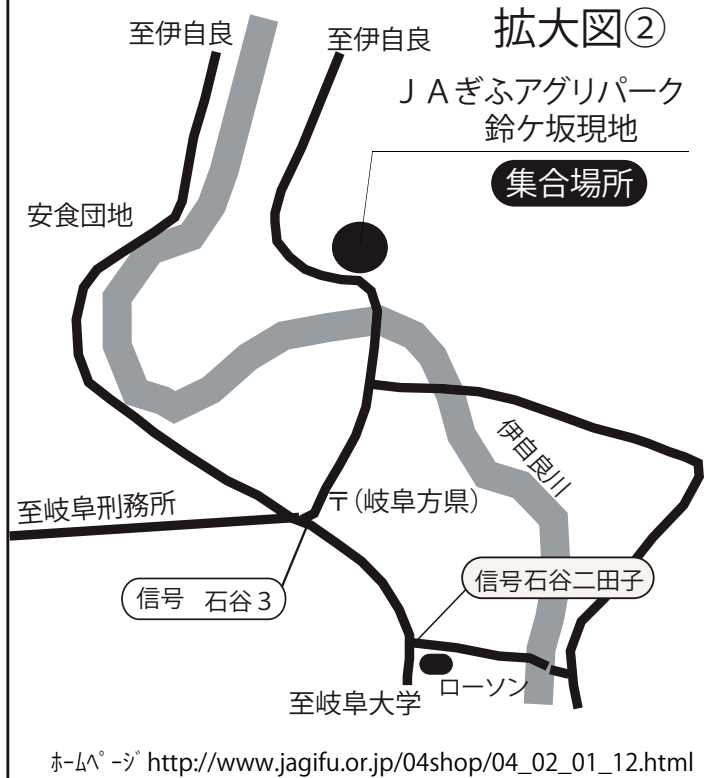 拡大図②
至伊自良
至伊自良
ＪＡぎふアグリパーク
鈴ケ坂現地
集合場所
安食団地
伊自良川
至岐阜刑務所
〒(岐阜方県)
信号　石谷３
信号石谷二田子
ローソン
至岐阜大学
ﾎｰﾑﾍﾟｰｼﾞ http://www.jagifu.or.jp/04shop/04_02_01_12.html